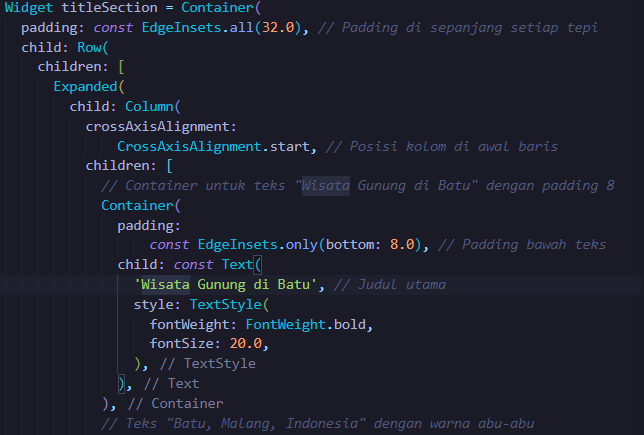 Widget titleSection = Container(
padding: const EdgeInsets.all(32.0), // Padding di sepanjang setiap tepi
child: Row(
children: [
Expanded(
child: Column(
crossAxisAlignment:
CrossAxisAlignment.start, // Posisi kolom di awal baris
children: [
// Container untuk teks "Wisata Gunung di Batu" dengan padding 8
Container(
padding:
const EdgeInsets.only(bottom: 8.0), // Padding bawah teks
child: const Text(
'Wisata Gunung di Batu', // Judul utama
style: TextStyle(
fontWeight: FontWeight.bold,
fontSize: 20.0,
), // TextStyle
), // Text
), // Container
// Teks "Batu, Malang, Indonesia" dengan warna abu-abu